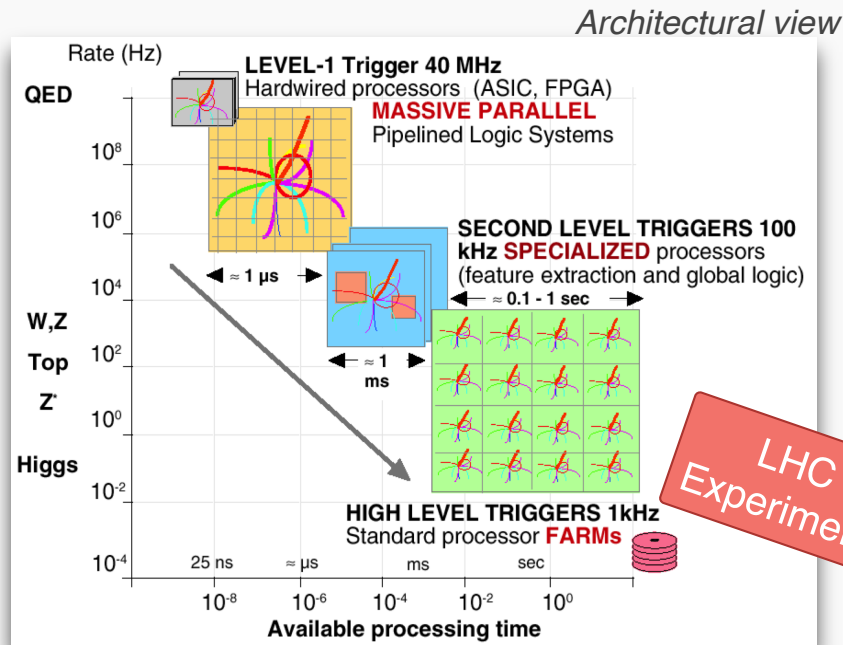 Architectural view
Rate (Hz)
LEVEL-1 Trigger 40 MHz
Hardwired processors (ASIC, FPGA)
MASSIVE PARALLEL
Pipelined Logic Systems
QED
10⁸
10⁶
SECOND LEVEL TRIGGERS 100
kHz SPECIALIZED processors
(feature extraction and global logic)
≈ 1 µs
10⁴
≈ 0.1 - 1 sec
W,Z
≈ 1
ms
Top
10²
Z*
10⁰
Higgs
LHC
10⁻²
HIGH LEVEL TRIGGERS 1kHz
Standard processor FARMs
10⁻⁴
25 ns ≈ µs ms sec
10⁻⁸ 10⁻⁶ 10⁻⁴ 10⁻² 10⁰
Available processing time